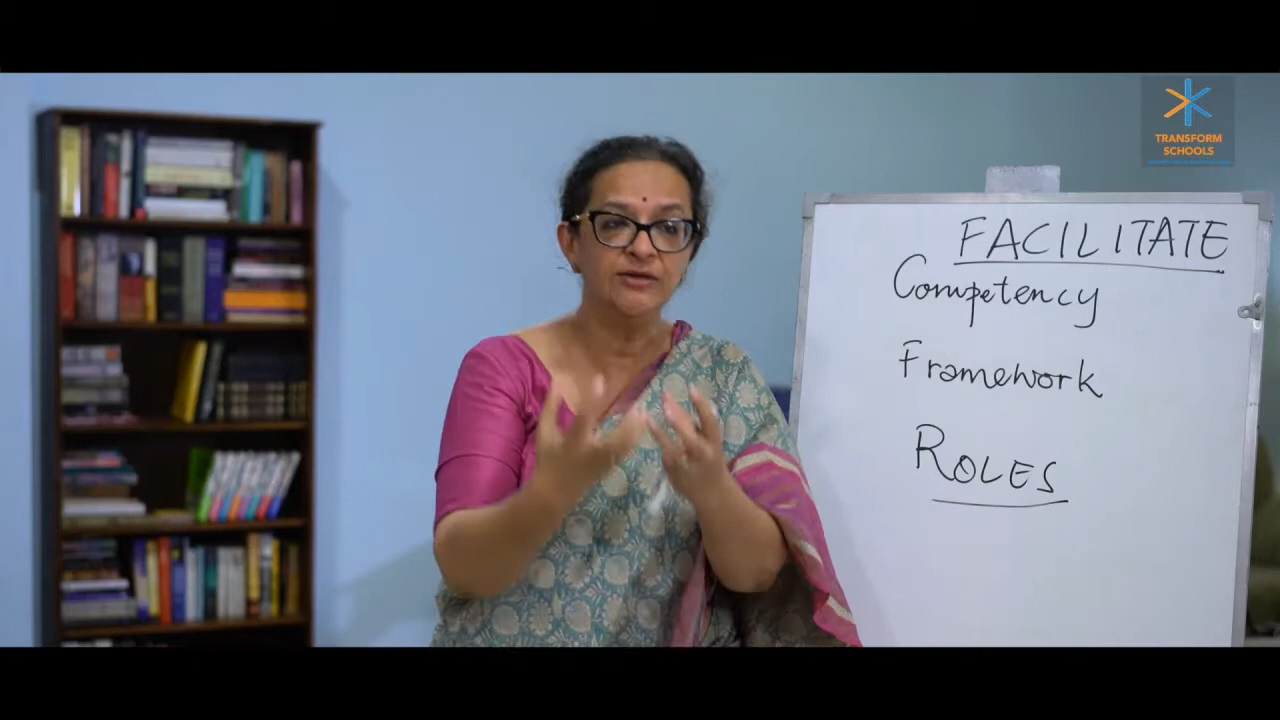 TRANSFORM
SCHOOLS
FACILITATE
Competency
Framework
ROLES